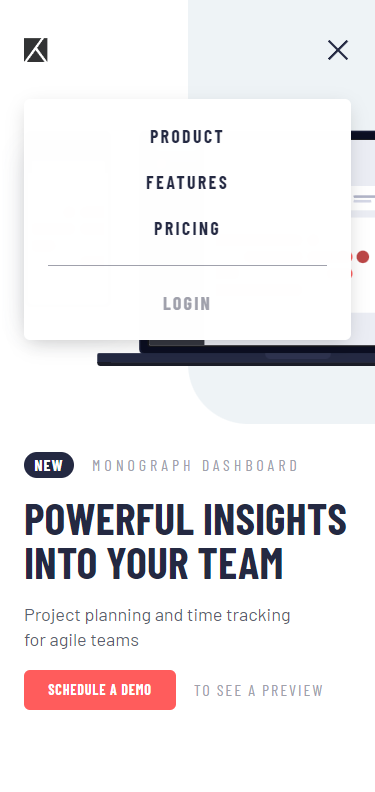 PRODUCT
FEATURES
PRICING
LOGIN
NEW MONOGRAPH DASHBOARD
POWERFUL INSIGHTS
INTO YOUR TEAM
Project planning and time tracking
for agile teams
SCHEDULE A DEMO TO SEE A PREVIEW